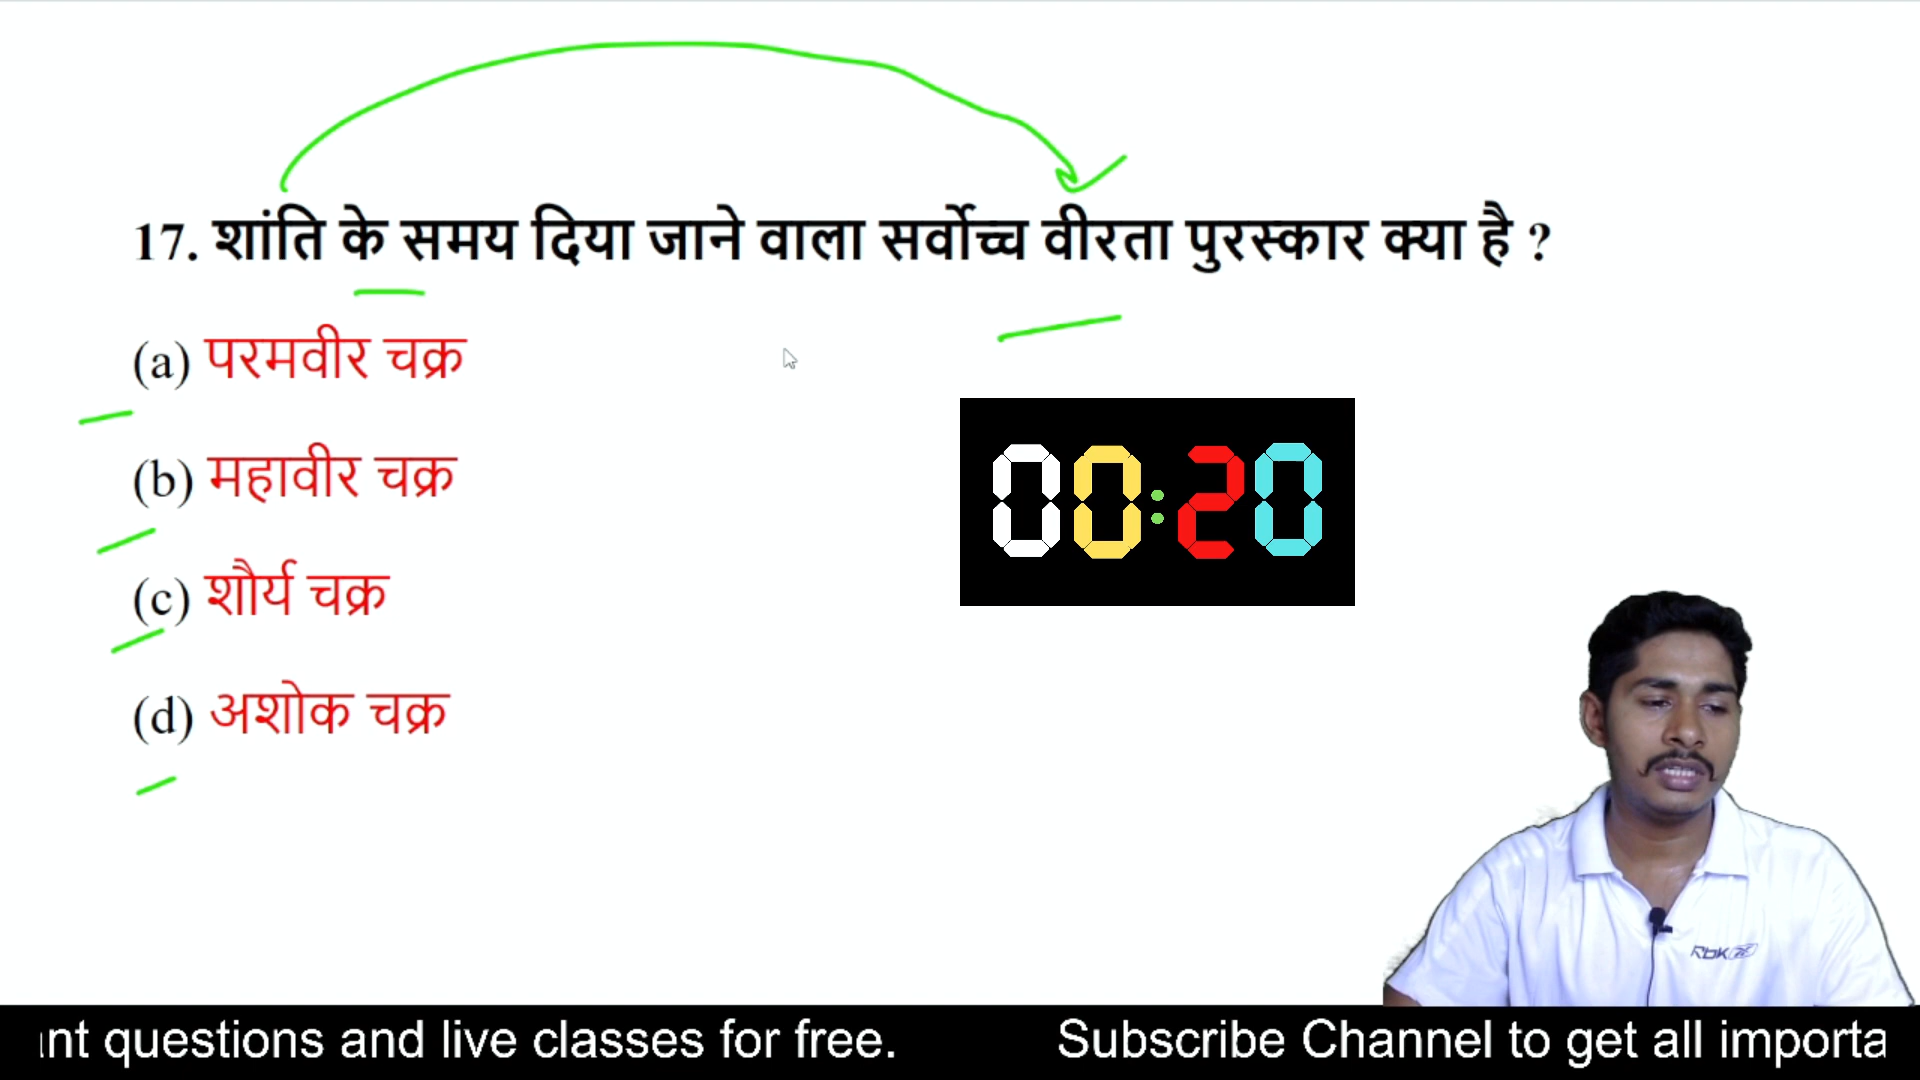 17. शांति के समय दिया जाने वाला सर्वोच्च वीरता पुरस्कार क्या है ?
(a) परमवीर चक्र
(b) महावीर चक्र
(c) शौर्य चक्र
(d) अशोक चक्र
00:20
Rbk
nt questions and live classes for free. Subscribe Channel to get all importa